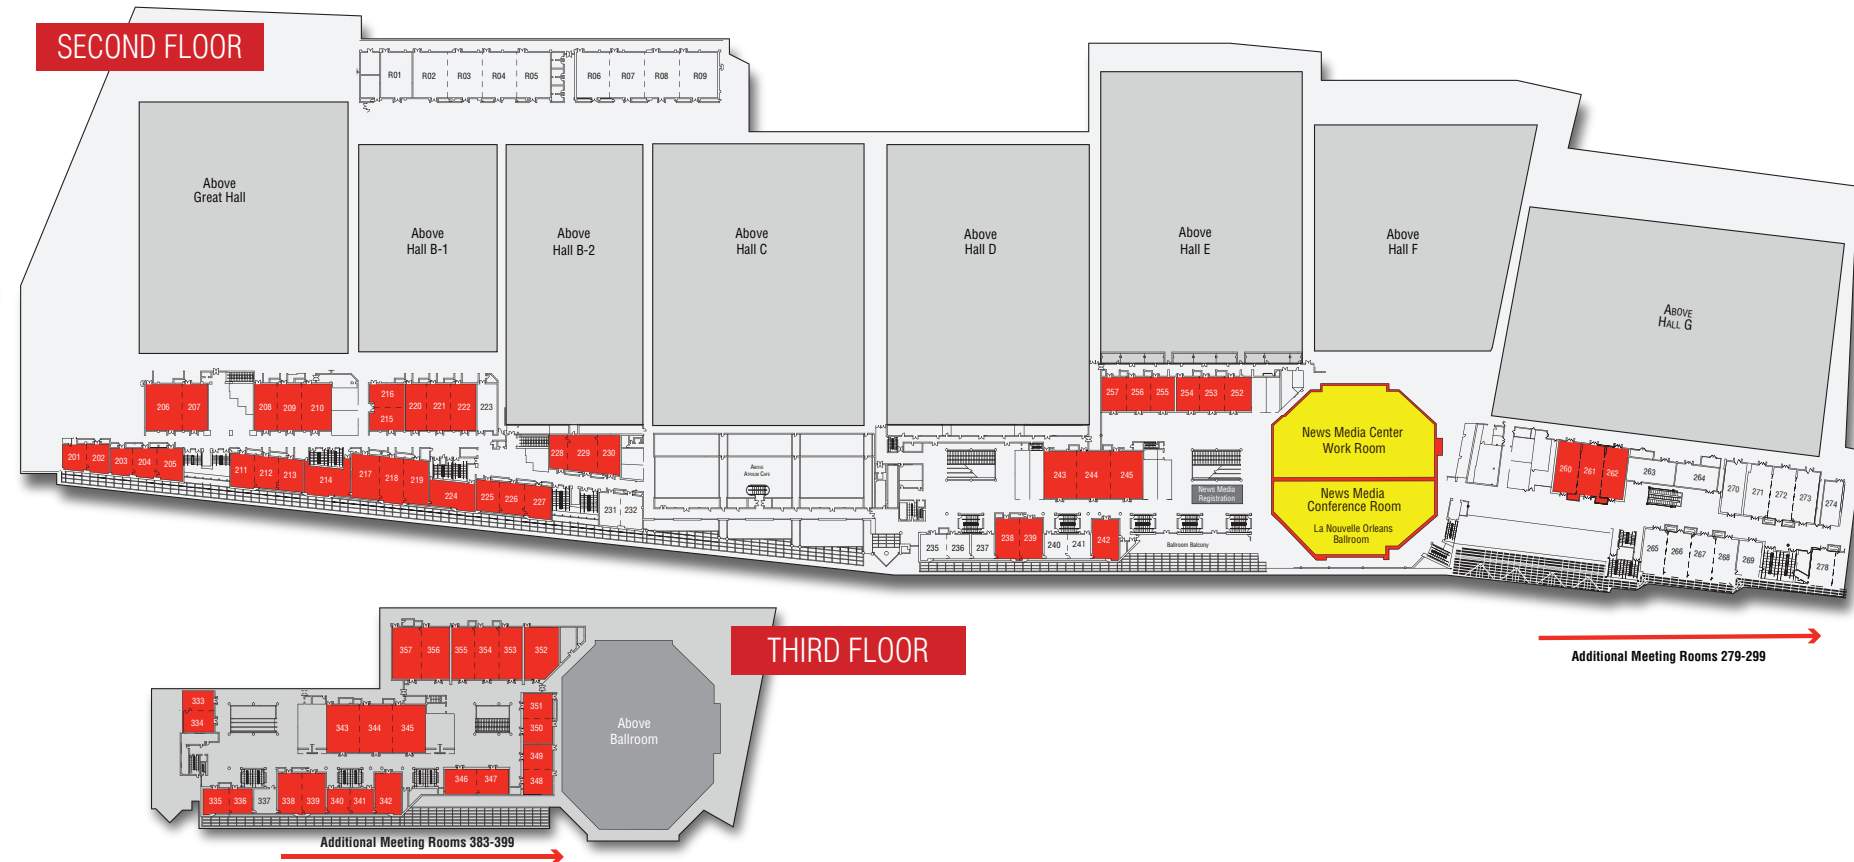 SECOND FLOOR
R01 R02 R03 R04 R05 R06 R07 R08 R09
Above
Great Hall
Above
Hall B-1
Above
Hall B-2
Above
Hall C
Above
Hall D
Above
Hall E
Above
Hall F
Above
Hall G
257 256 255 254 253 252
206 207 208 209 210 216 220 221 222 223
215
News Media Center
Work Room
201 202 203 204 205 211 212 213 214 217 218 219 224 225 226 227
228 229 230
231 232
Above
Atrium Cafe
243 244 245
News Media
Registration
News Media
Conference Room
La Nouvelle Orleans
Ballroom
235 236 237 238 239 240 241 242
Ballroom Balcony
260 261 262 263 264 270 271 272 273 274
265 266 267 268 269 278
Additional Meeting Rooms 279-299
THIRD FLOOR
357 356 355 354 353 352
333
334
343 344 345
351
350
349
348
346 347
Above
Ballroom
335 336 337 338 339 340 341 342
Additional Meeting Rooms 383-399